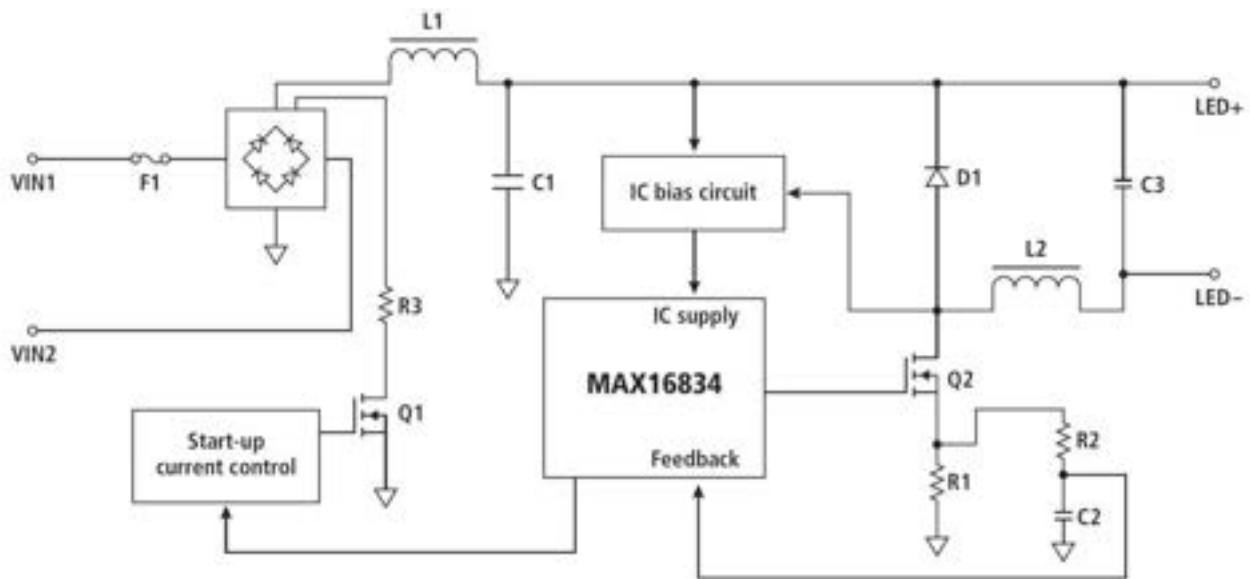 L1
LED+
VIN1
F1
C1
IC bias circuit
D1
C3
L2
R3
LED−
VIN2
IC supply
MAX16834
Q2
Q1
Start-up
current control
Feedback
R2
R1
C2